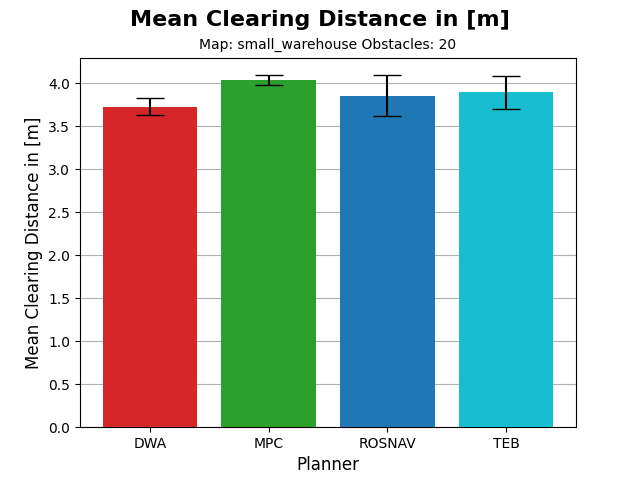 Mean Clearing Distance in [m]
Map: small_warehouse Obstacles: 20
Mean Clearing Distance in [m]
4.0
3.5
3.0
2.5
2.0
1.5
1.0
0.5
0.0
DWA MPC ROSNAV TEB
Planner